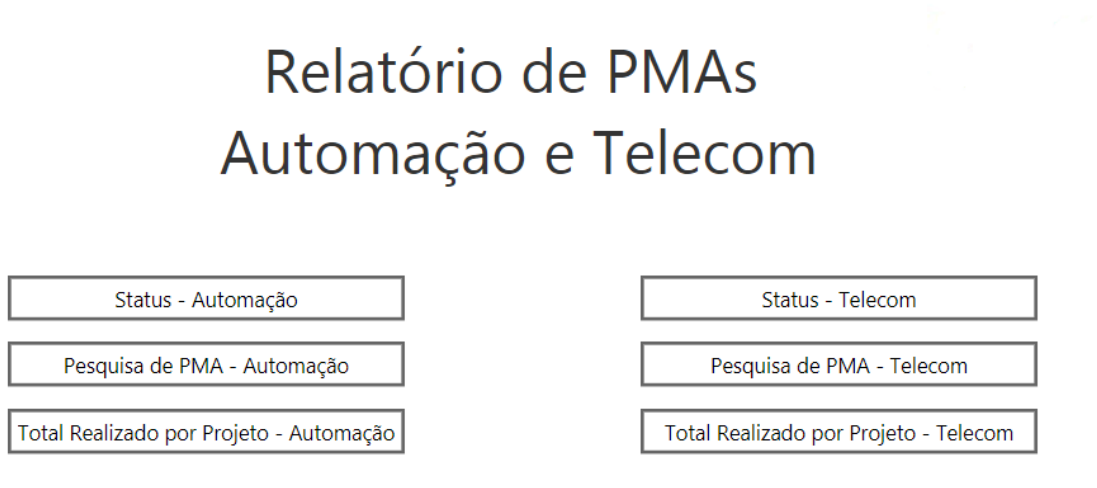 Relatório de PMAs
Automação e Telecom
Status - Automação
Status - Telecom
Pesquisa de PMA - Automação
Pesquisa de PMA - Telecom
Total Realizado por Projeto - Automação
Total Realizado por Projeto - Telecom